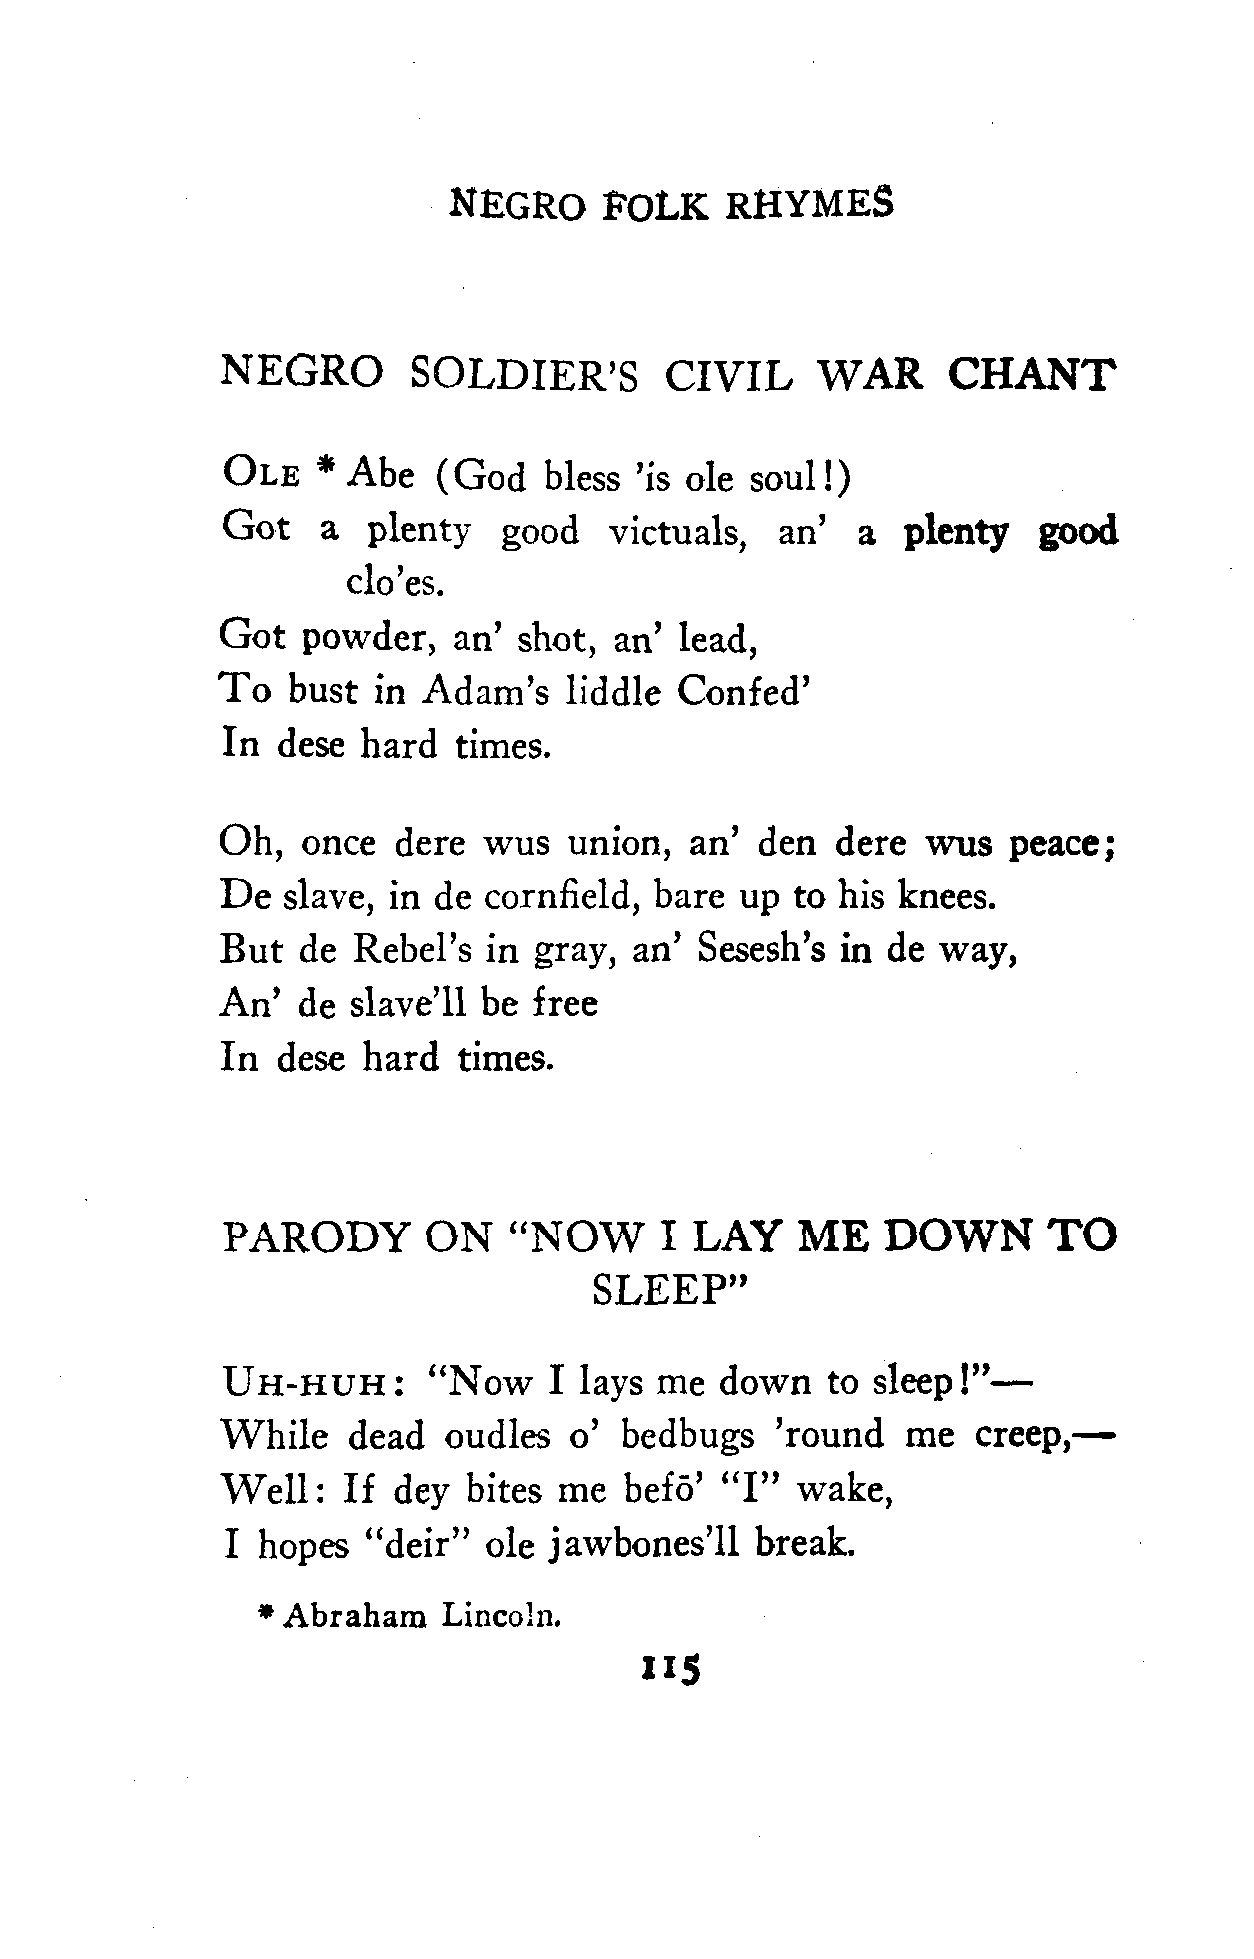 NEGRO FOLK RHYMES
NEGRO SOLDIER'S CIVIL WAR CHANT
OLE * Abe (God bless 'is ole soul!)
Got a plenty good victuals, an' a plenty good
clo'es.
Got powder, an' shot, an' lead,
To bust in Adam's liddle Confed'
In dese hard times.
Oh, once dere wus union, an' den dere wus peace;
De slave, in de cornfield, bare up to his knees.
But de Rebel's in gray, an' Sesesh's in de way,
An' de slave'll be free
In dese hard times.
PARODY ON "NOW I LAY ME DOWN TO
SLEEP"
UH-HUH: "Now I lays me down to sleep!"—
While dead oudles o' bedbugs 'round me creep,—
Well: If dey bites me befō' "I" wake,
I hopes "deir" ole jawbones'll break.
* Abraham Lincoln.
115